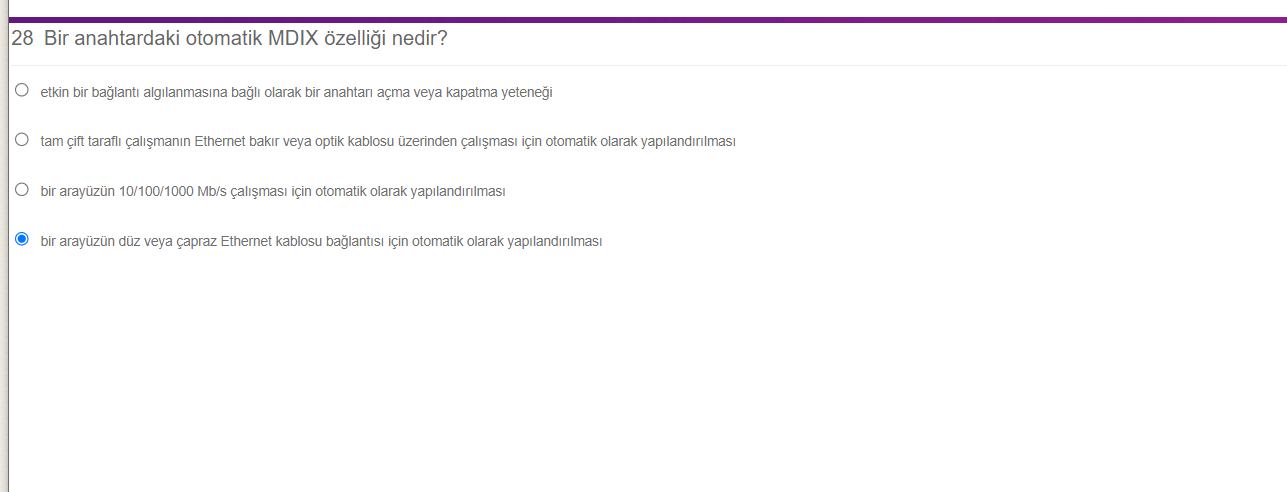 28 Bir anahtardaki otomatik MDIX özelliği nedir?
etkin bir bağlantı algılanmasına bağlı olarak bir anahtarı açma veya kapatma yeteneği
tam çift taraflı çalışmanın Ethernet bakır veya optik kablosu üzerinden çalışması için otomatik olarak yapılandırılması
bir arayüzün 10/100/1000 Mb/s çalışması için otomatik olarak yapılandırılması
bir arayüzün düz veya çapraz Ethernet kablosu bağlantısı için otomatik olarak yapılandırılması